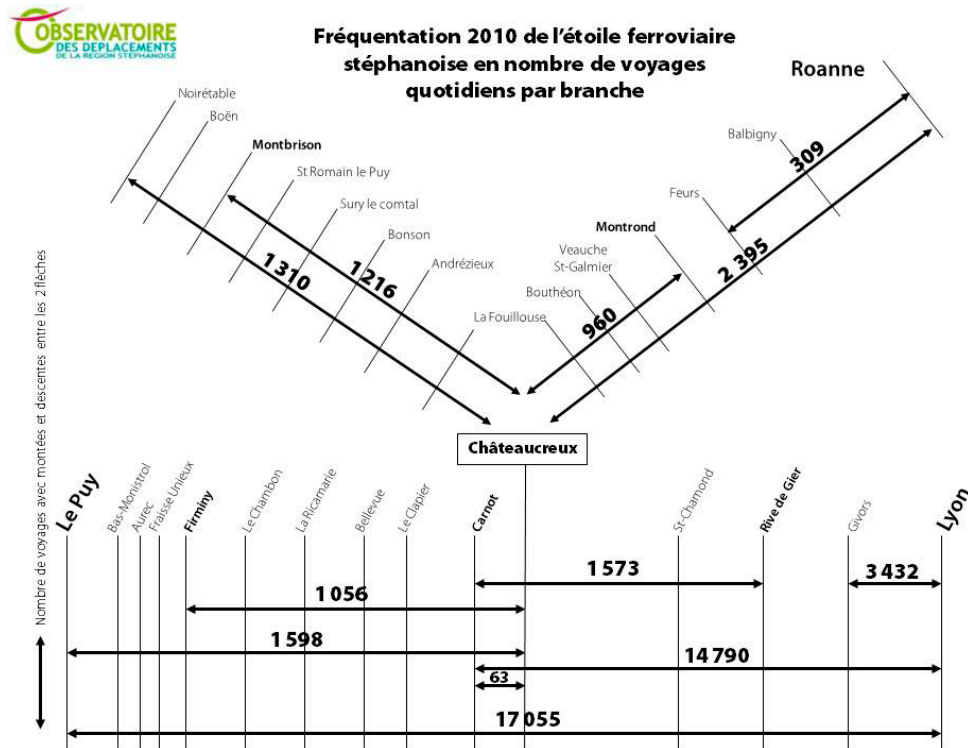 OBSERVATOIRE
DES DEPLACEMENTS
DE LA REGION STEPHANOISE
Fréquentation 2010 de l'étoile ferroviaire
stéphanoise en nombre de voyages
quotidiens par branche
Roanne
Noirétable
Boën
Montbrison
St Romain le Puy
Sury le comtal
Bonson
Andrézieux
La Fouillouse
Balbigny
Feurs
Montrond
Veauche
St-Galmier
Bouthéon
309
2 395
960
1 310
1 216
Châteaucreux
Le Puy
Bas-Monistrol
Aurec
Fraisse Unieux
Firminy
Le Chambon
La Ricamarie
Bellevue
Le Clapier
Carnot
St-Chamond
Rive de Gier
Givors
Lyon
1 573
3 432
1 056
1 598
14 790
63
17 055
Nombre de voyages avec montées et descentes entre les 2 flèches